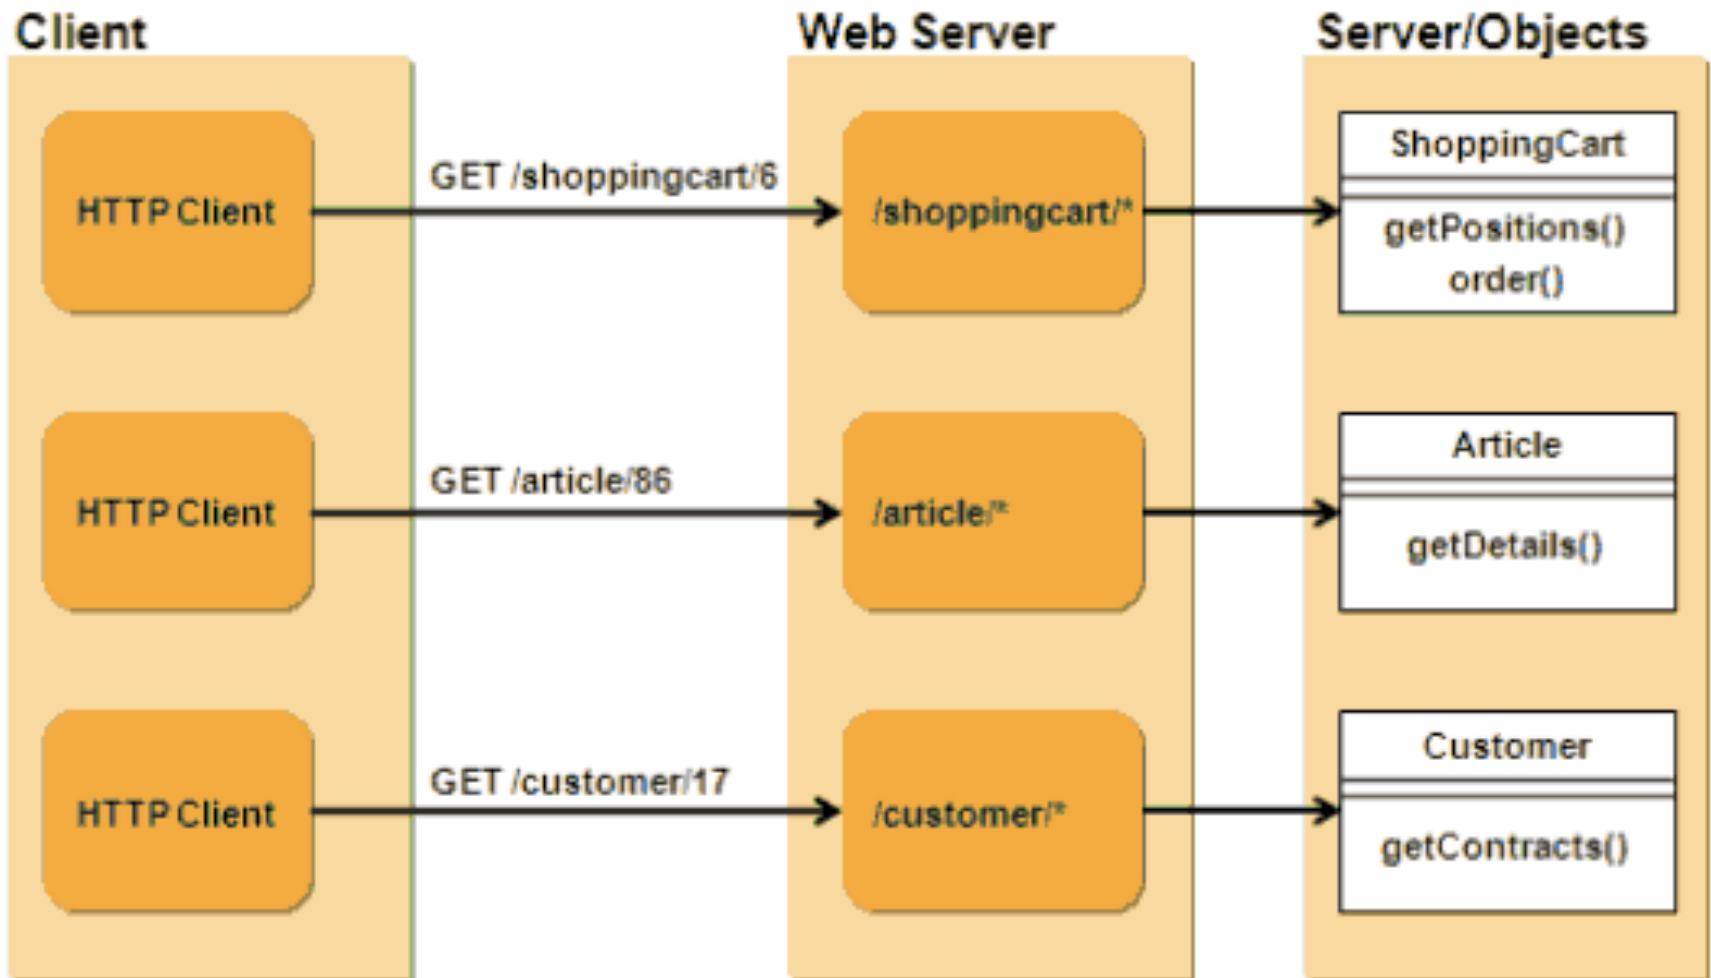 Client
Web Server
Server/Objects
HTTP Client
GET /shoppingcart/6
/shoppingcart/*
ShoppingCart
getPositions()
order()
HTTP Client
GET /article/86
/article/*
Article
getDetails()
HTTP Client
GET /customer/17
/customer/*
Customer
getContracts()